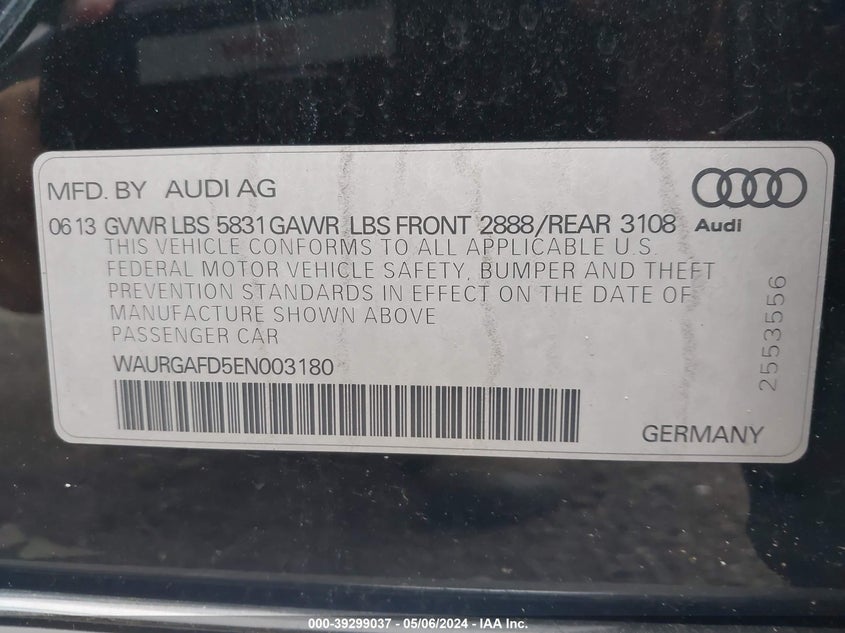 MFD. BY AUDI AG
Audi
06 13 GVWR LBS 5831 GAWR LBS FRONT 2888/REAR 3108
THIS VEHICLE CONFORMS TO ALL APPLICABLE U.S.
FEDERAL MOTOR VEHICLE SAFETY, BUMPER AND THEFT
PREVENTION STANDARDS IN EFFECT ON THE DATE OF
MANUFACTURE SHOWN ABOVE
PASSENGER CAR
WAURGAFD5EN003180
2553556
GERMANY
000-39299037 - 05/06/2024 - IAA Inc.